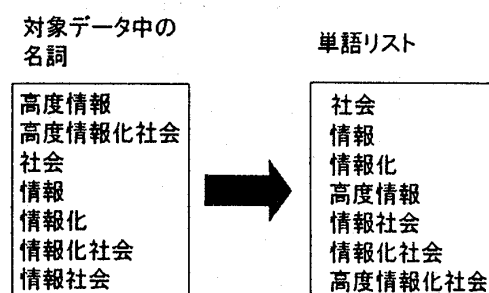 対象データ中の
名詞
高度情報
高度情報化社会
社会
情報
情報化
情報化社会
情報社会
単語リスト
社会
情報
情報化
高度情報
情報社会
情報化社会
高度情報化社会